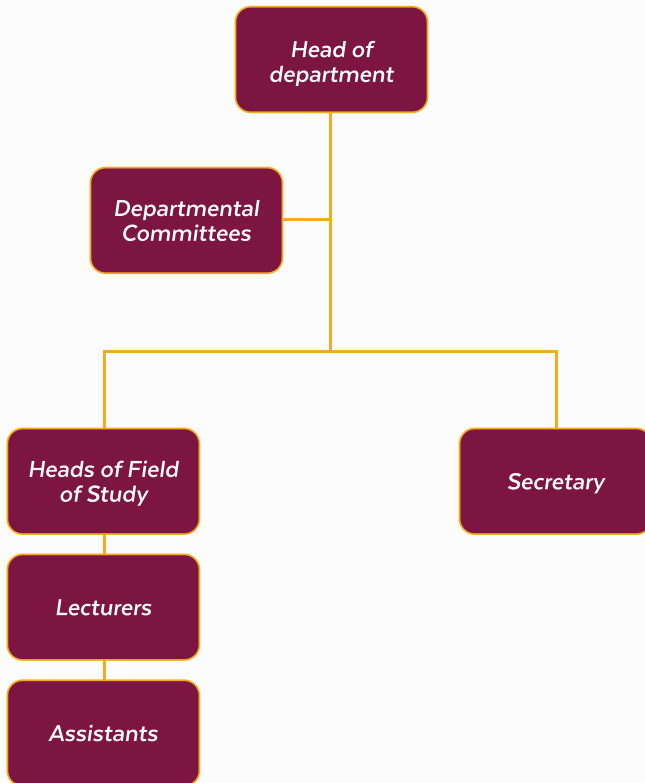 Head of
department
Departmental
Committees
Heads of Field
of Study
Secretary
Lecturers
Assistants